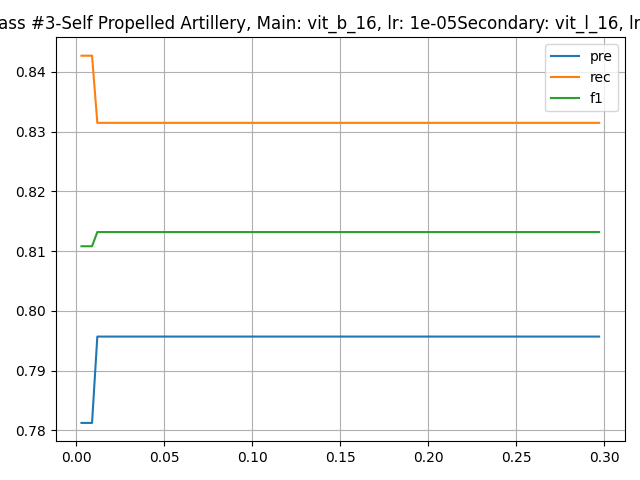 ass #3-Self Propelled Artillery, Main: vit_b_16, lr: 1e-05Secondary: vit_l_16, lr
pre
rec
f1
0.84
0.83
0.82
0.81
0.80
0.79
0.78
0.00 0.05 0.10 0.15 0.20 0.25 0.30